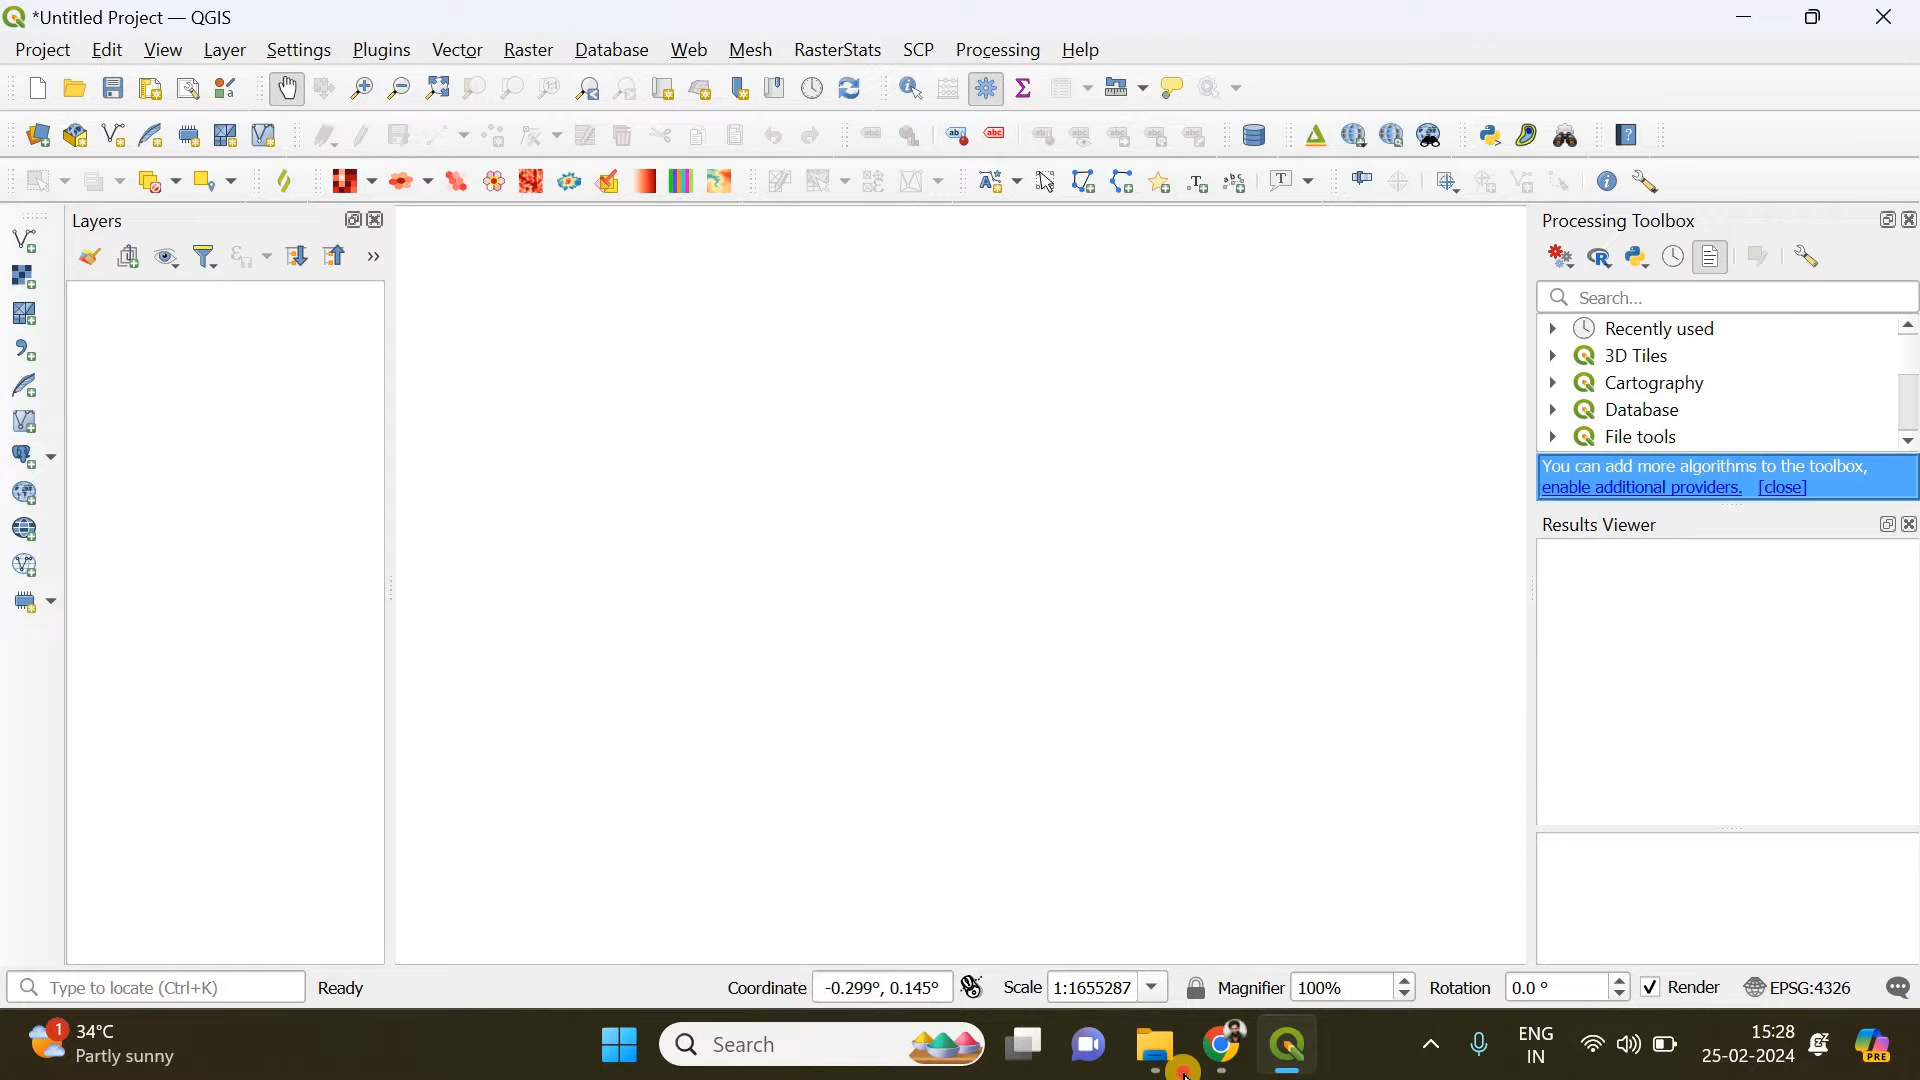 *Untitled Project — QGIS
Project Edit View Layer Settings Plugins Vector Raster Database Web Mesh RasterStats SCP Processing Help
Layers
Processing Toolbox
Search...
Recently used
3D Tiles
Cartography
Database
File tools
You can add more algorithms to the toolbox,
enable additional providers. [close]
Results Viewer
Type to locate (Ctrl+K) Ready Coordinate -0.299°, 0.145° Scale 1:1655287 Magnifier 100% Rotation 0.0 ° Render EPSG:4326
1 34°C
Partly sunny
Search
ENG
IN
15:28
25-02-2024
PRE